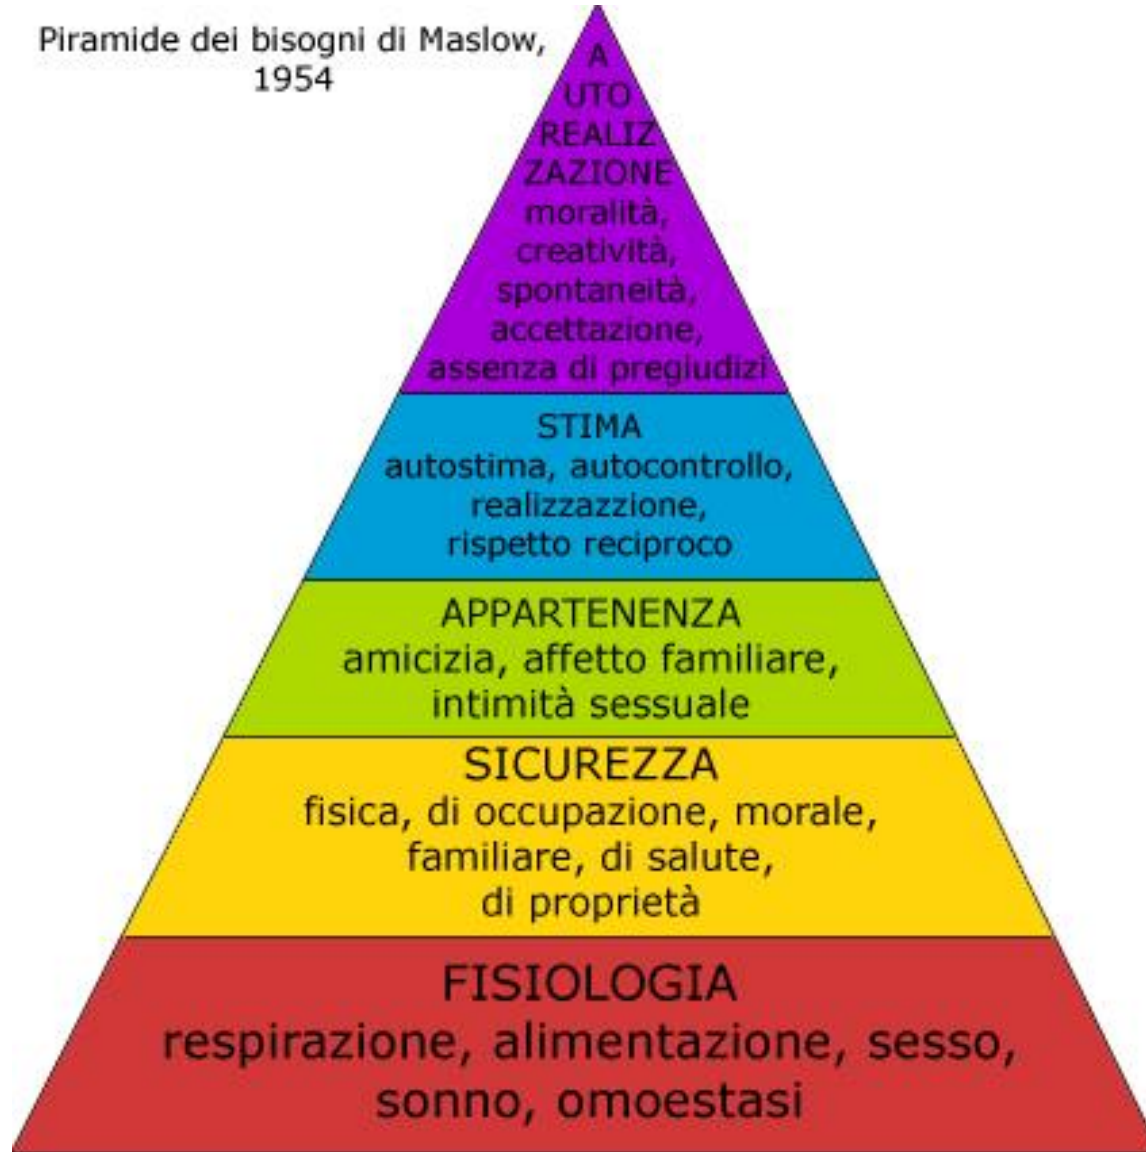 Piramide dei bisogni di Maslow,
1954
A
UTO
REALIZ
ZAZIONE
moralità,
creatività,
spontaneità,
accettazione,
assenza di pregiudizi
STIMA
autostima, autocontrollo,
realizzazzione,
rispetto reciproco
APPARTENENZA
amicizia, affetto familiare,
intimità sessuale
SICUREZZA
fisica, di occupazione, morale,
familiare, di salute,
di proprietà
FISIOLOGIA
respirazione, alimentazione, sesso,
sonno, omoestasi